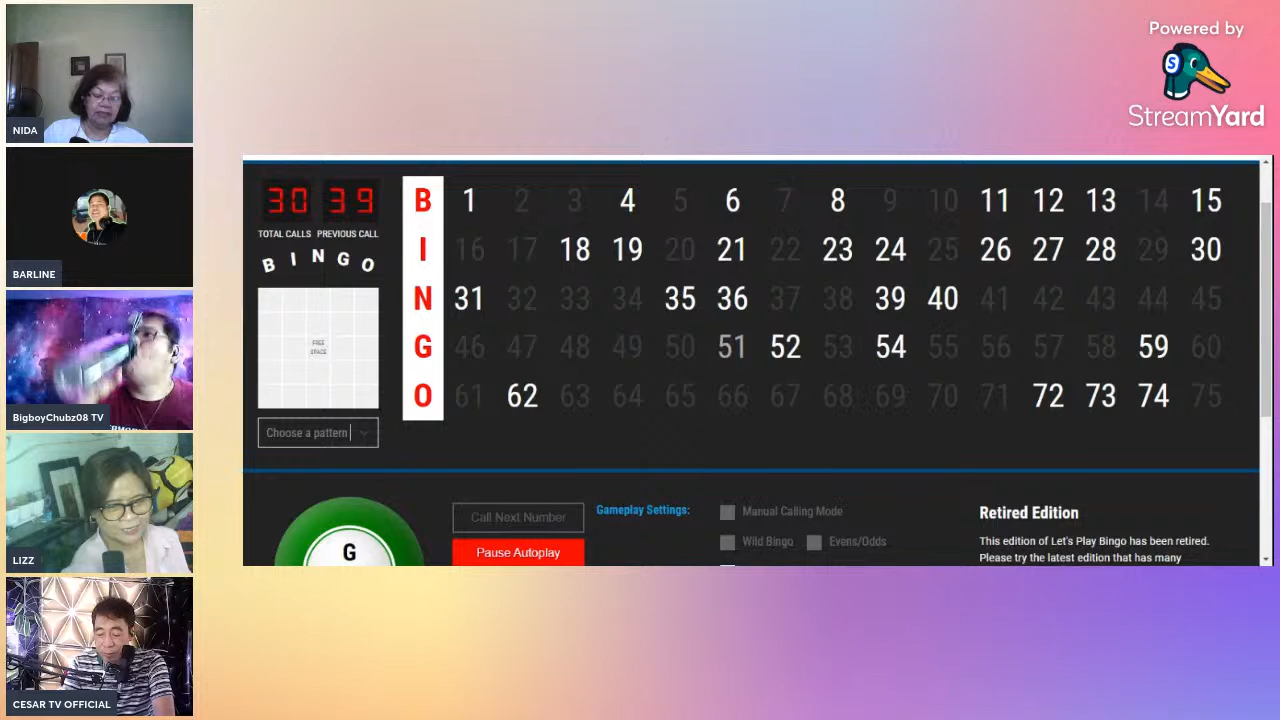 Powered by
StreamYard
NIDA
BARLINE
BigboyChubz08 TV
LIZZ
CESAR TV OFFICIAL
30 39
TOTAL CALLS PREVIOUS CALL
BINGO
FREE
SPACE
Choose a pattern
B 1 2 3 4 5 6 7 8 9 10 11 12 13 14 15
I 16 17 18 19 20 21 22 23 24 25 26 27 28 29 30
N 31 32 33 34 35 36 37 38 39 40 41 42 43 44 45
G 46 47 48 49 50 51 52 53 54 55 56 57 58 59 60
O 61 62 63 64 65 66 67 68 69 70 71 72 73 74 75
G
Call Next Number
Pause Autoplay
Gameplay Settings:
Manual Calling Mode
Wild Bingo Evens/Odds
Retired Edition
This edition of Let's Play Bingo has been retired.
Please try the latest edition that has many